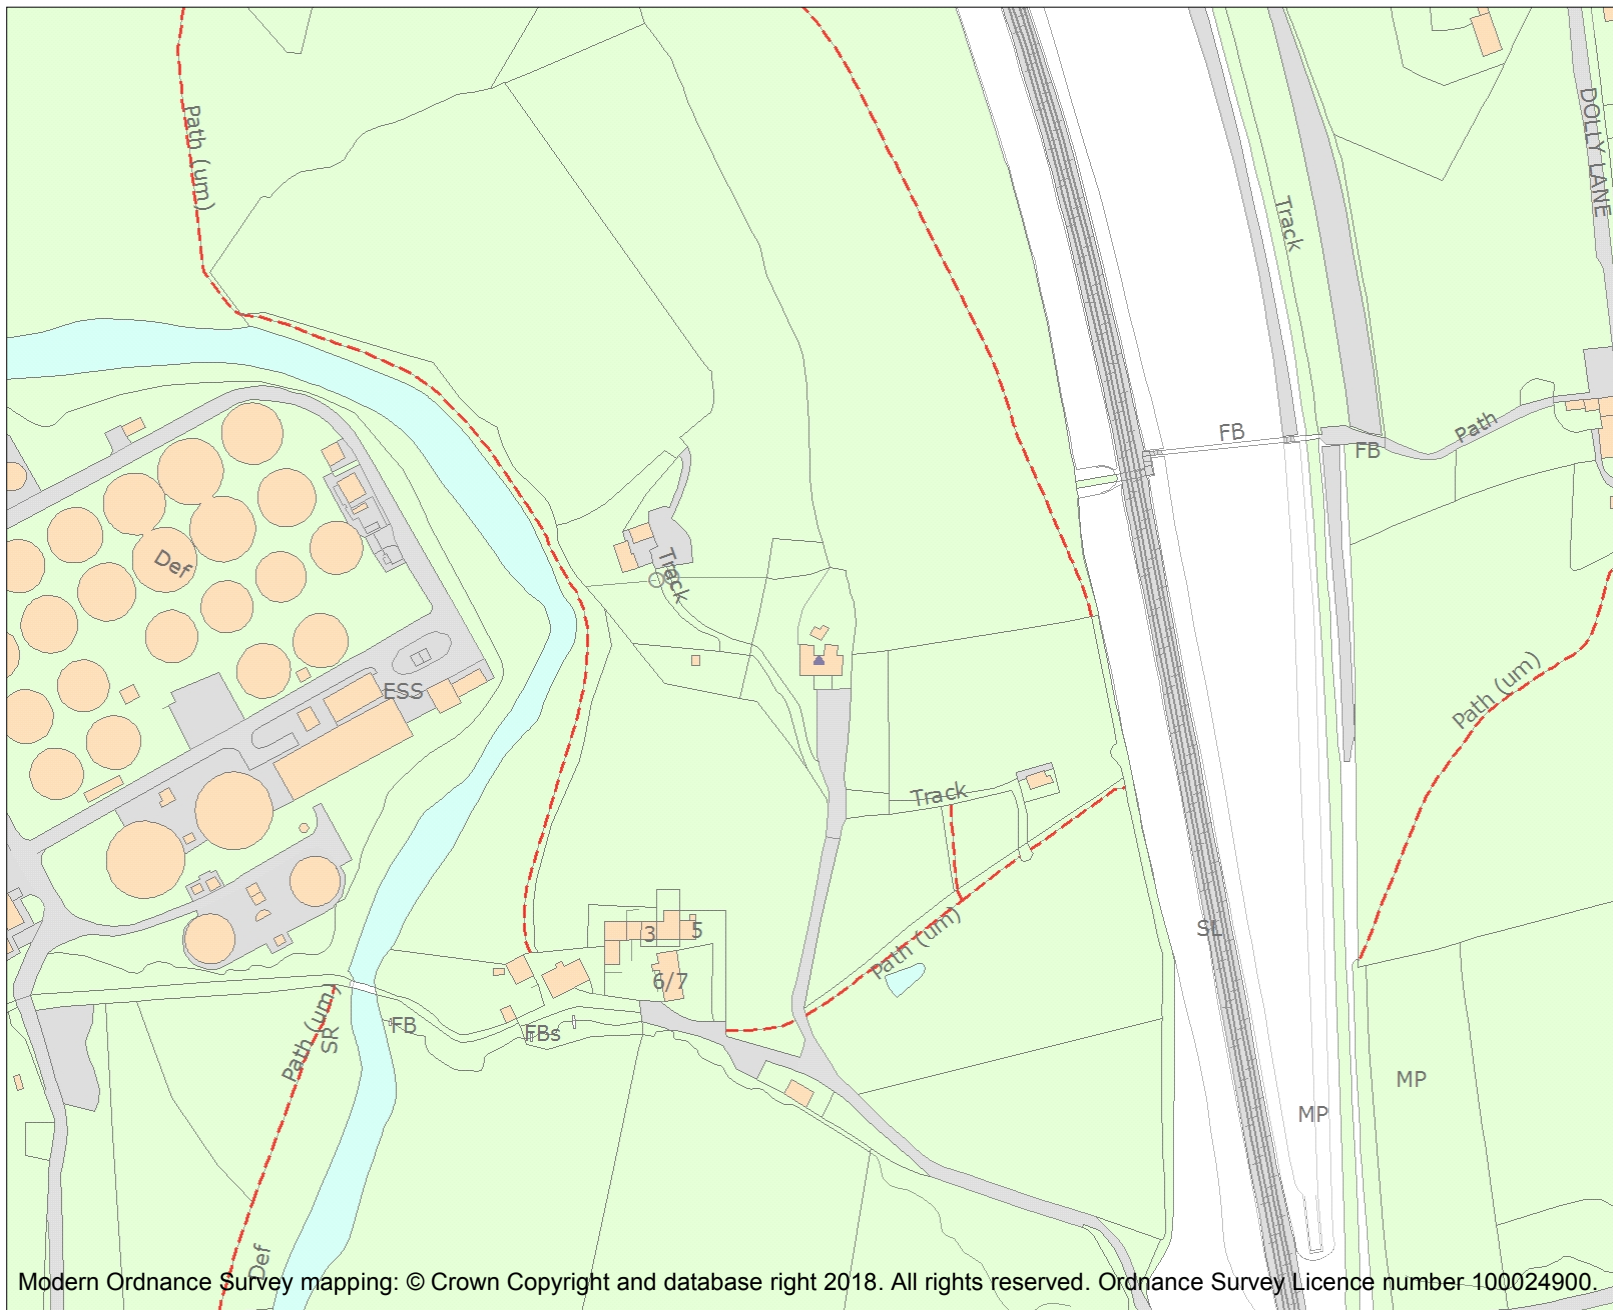 Path (um)
DOLLY LANE
Track
FB
Path
FB
Def
Track
ESS
Path (um)
Track
3
5
SL
Path (um)
6/7
Path (um)
SR
FB
FBs
MP
MP
Def
Modern Ordnance Survey mapping: © Crown Copyright and database right 2018. All rights reserved. Ordnance Survey Licence number 100024900.